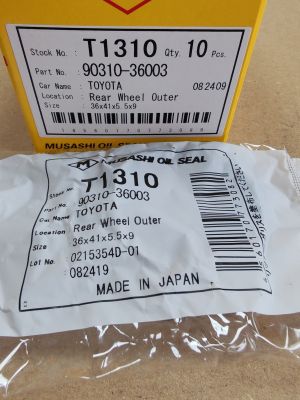 Stock No. : T1310 Qty. 10 Pcs.
Part No. : 90310-36003
Car Name : TOYOTA 082409
Location : Rear Wheel Outer
Size : 36x41x5.5x9
MUSASHI OIL SEAL
MUSASHI OIL SEAL
Stock No. : T1310
Part No. : 90310-36003
Car Name : TOYOTA
Location : Rear Wheel Outer
Size : 36x41x5.5x9
Lot No. : 0215354D-01
082419
MADE IN JAPAN